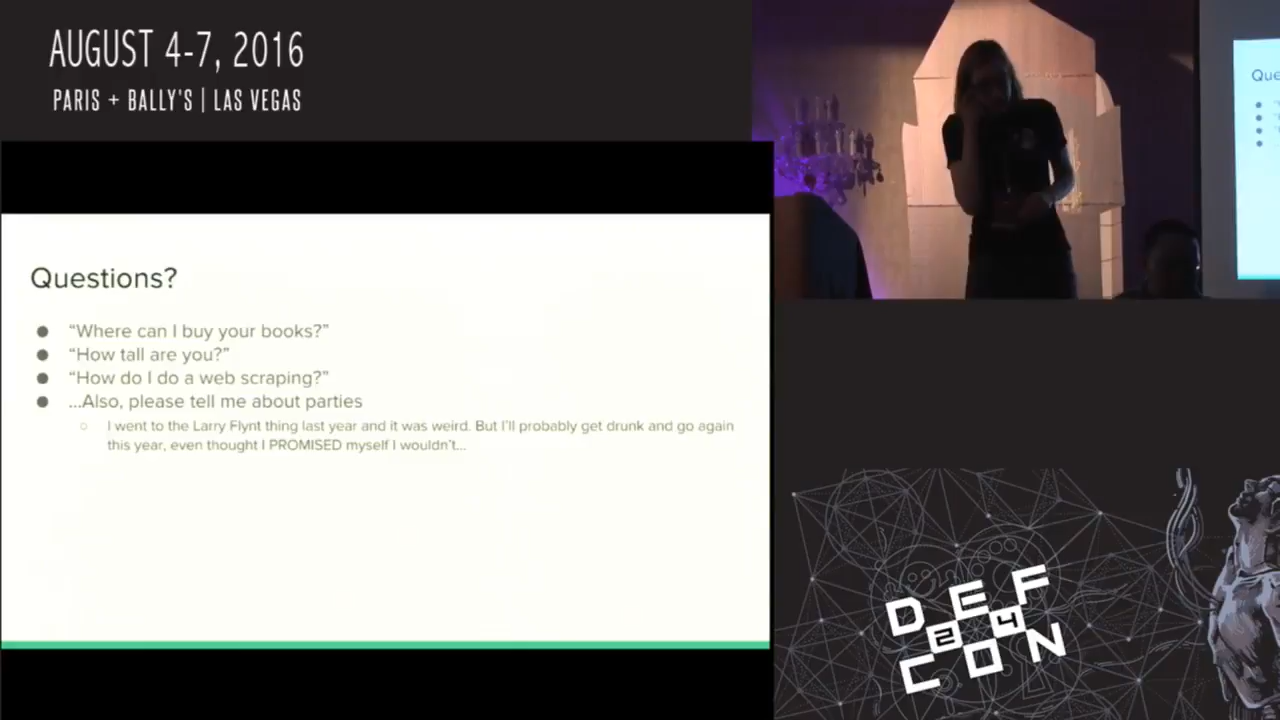 AUGUST 4-7, 2016
PARIS + BALLY'S | LAS VEGAS
Questions?
“Where can I buy your books?”
“How tall are you?”
“How do I do a web scraping?”
...Also, please tell me about parties
I went to the Larry Flynt thing last year and it was weird. But I'll probably get drunk and go again
this year, even thought I PROMISED myself I wouldn't...
Que
DEF
24
CON